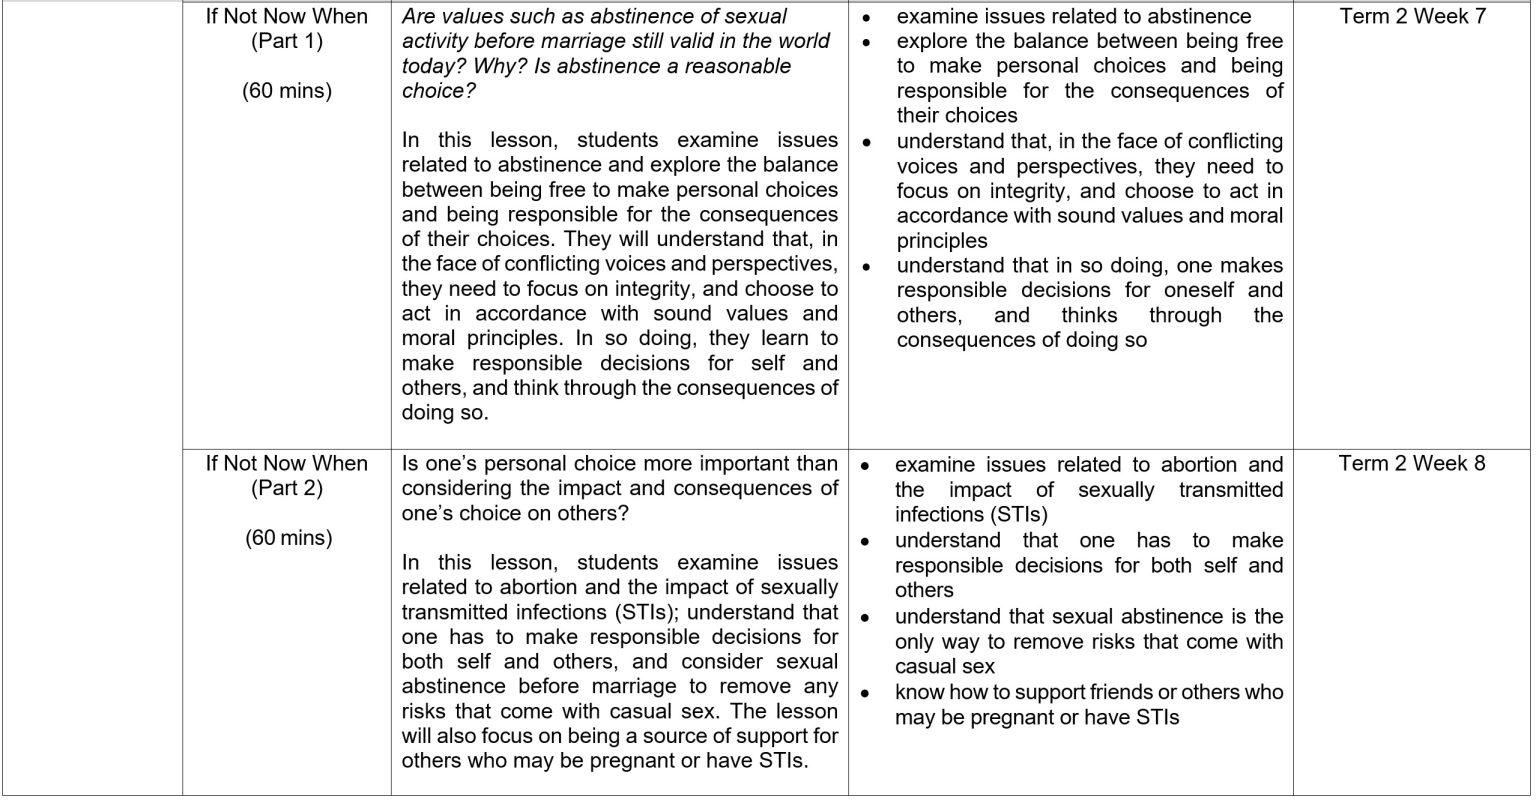 If Not Now When
(Part 1)
(60 mins)
Are values such as abstinence of sexual
activity before marriage still valid in the world
today? Why? Is abstinence a reasonable
choice?
In this lesson, students examine issues
related to abstinence and explore the balance
between being free to make personal choices
and being responsible for the consequences
of their choices. They will understand that, in
the face of conflicting voices and perspectives,
they need to focus on integrity, and choose to
act in accordance with sound values and
moral principles. In so doing, they learn to
make responsible decisions for self and
others, and think through the consequences of
doing so.
• examine issues related to abstinence
• explore the balance between being free
to make personal choices and being
responsible for the consequences of
their choices
• understand that, in the face of conflicting
voices and perspectives, they need to
focus on integrity, and choose to act in
accordance with sound values and moral
principles
• understand that in so doing, one makes
responsible decisions for oneself and
others, and thinks through the
consequences of doing so
Term 2 Week 7
If Not Now When
(Part 2)
(60 mins)
Is one’s personal choice more important than
considering the impact and consequences of
one’s choice on others?
In this lesson, students examine issues
related to abortion and the impact of sexually
transmitted infections (STIs); understand that
one has to make responsible decisions for
both self and others, and consider sexual
abstinence before marriage to remove any
risks that come with casual sex. The lesson
will also focus on being a source of support for
others who may be pregnant or have STIs.
• examine issues related to abortion and
the impact of sexually transmitted
infections (STIs)
• understand that one has to make
responsible decisions for both self and
others
• understand that sexual abstinence is the
only way to remove risks that come with
casual sex
• know how to support friends or others who
may be pregnant or have STIs
Term 2 Week 8